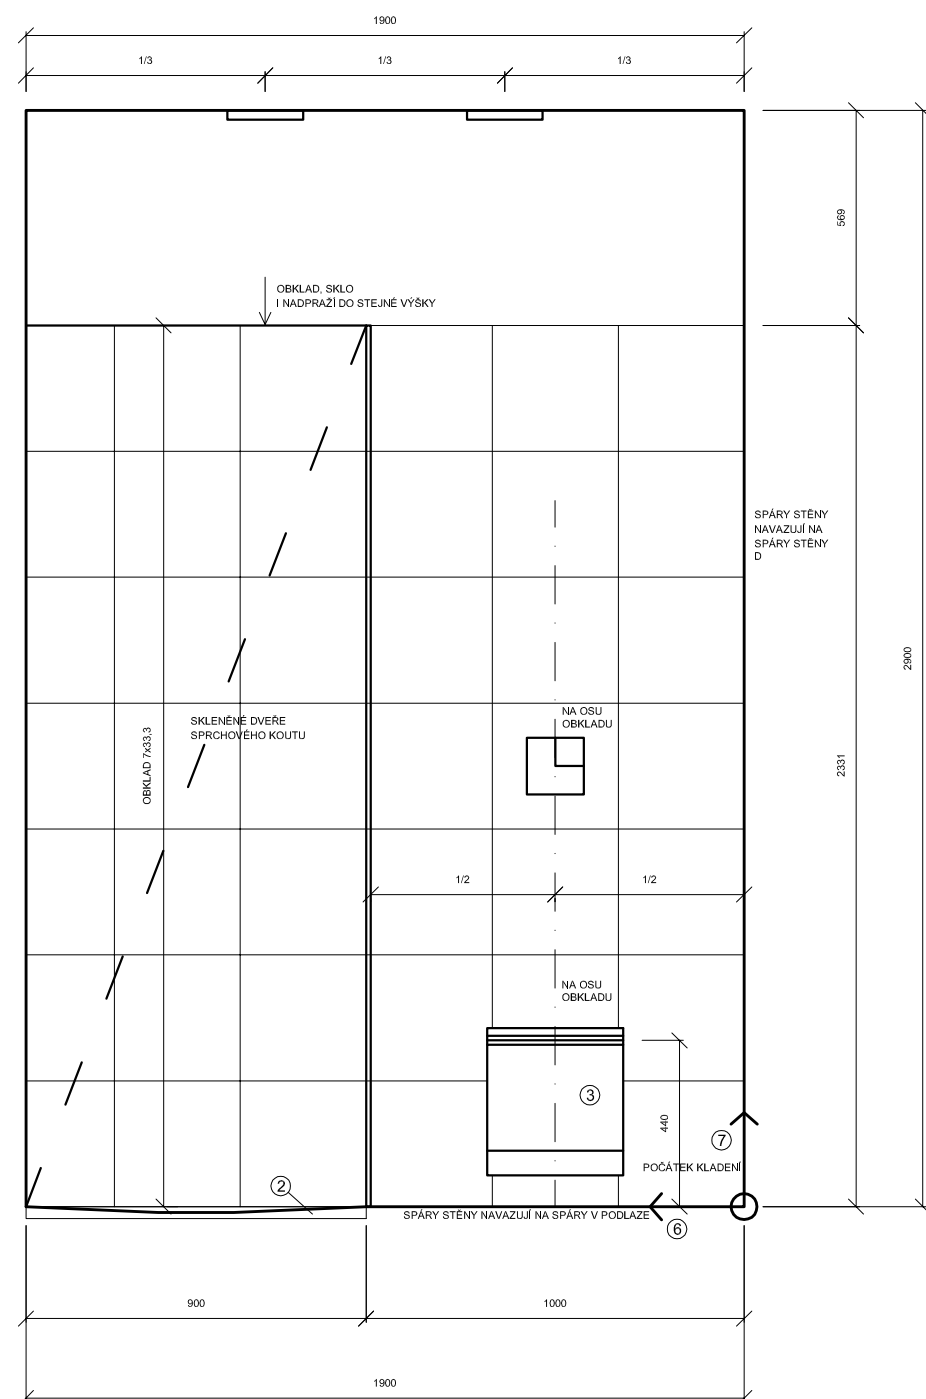 1900
1/3
1/3
1/3
569
OBKLAD, SKLO
I NADPRAŽÍ DO STEJNÉ VÝŠKY
SPÁRY STĚNY
NAVAZUJÍ NA
SPÁRY STĚNY
D
2900
NA OSU
OBKLADU
SKLENĚNÉ DVEŘE
SPRCHOVÉHO KOUTU
OBKLAD 7x33,3
2331
1/2
1/2
NA OSU
OBKLADU
3
440
7
POČÁTEK KLADENÍ
2
SPÁRY STĚNY NAVAZUJÍ NA SPÁRY V PODLAZE
6
900
1000
1900